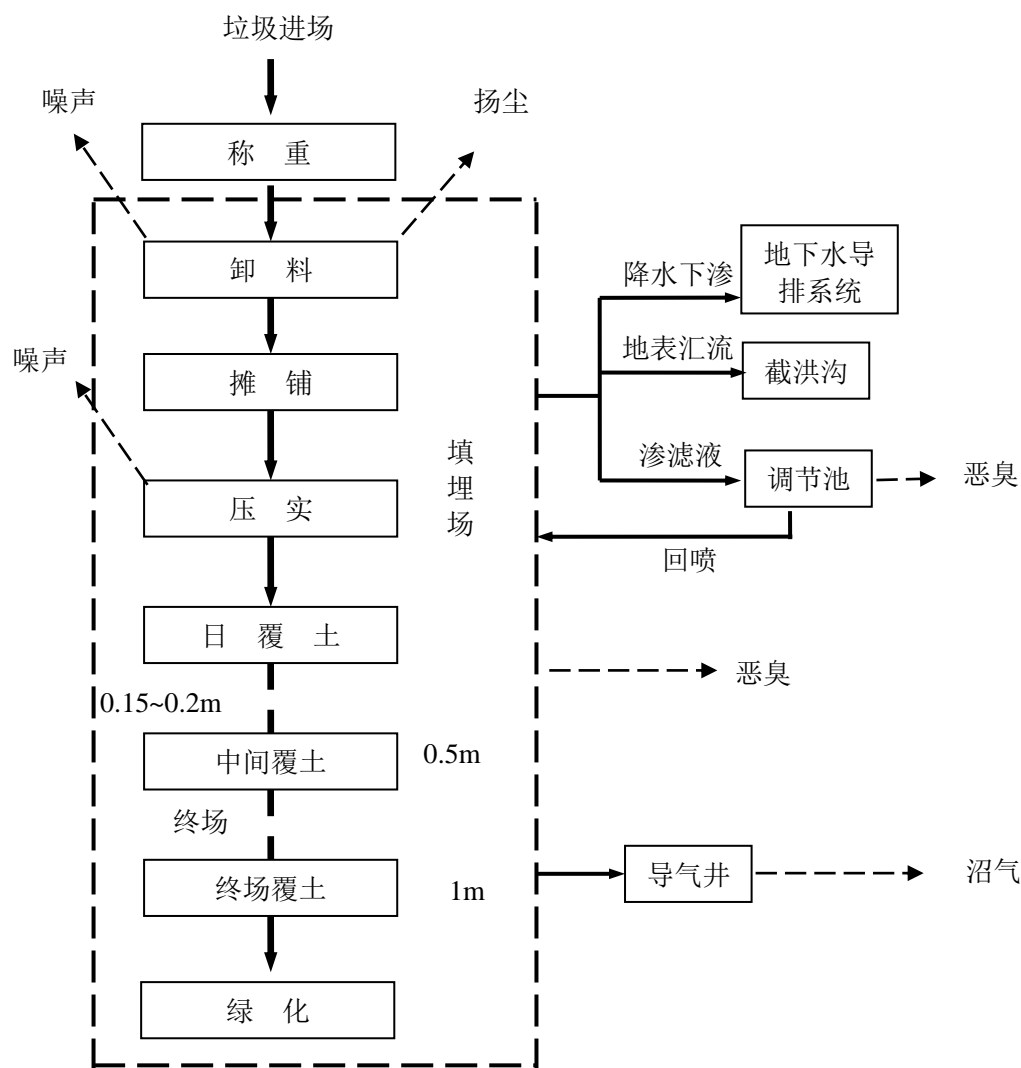 垃圾进场
噪声
扬尘
称 重
卸 料
降水下渗
地下水导
排系统
噪声
摊 铺
地表汇流
截洪沟
填
埋
场
渗滤液
调节池
恶臭
压 实
回喷
日 覆 土
恶臭
0.15~0.2m
中间覆土
0.5m
终场
终场覆土
1m
导气井
沼气
绿 化